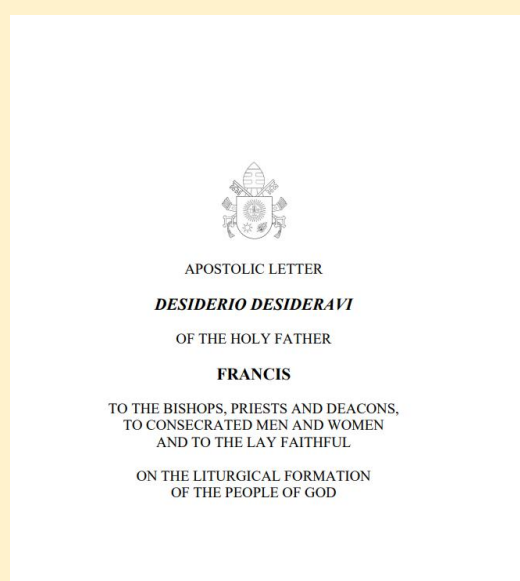 APOSTOLIC LETTER
DESIDERIO DESIDERAVI
OF THE HOLY FATHER
FRANCIS
TO THE BISHOPS, PRIESTS AND DEACONS,
TO CONSECRATED MEN AND WOMEN
AND TO THE LAY FAITHFUL
ON THE LITURGICAL FORMATION
OF THE PEOPLE OF GOD